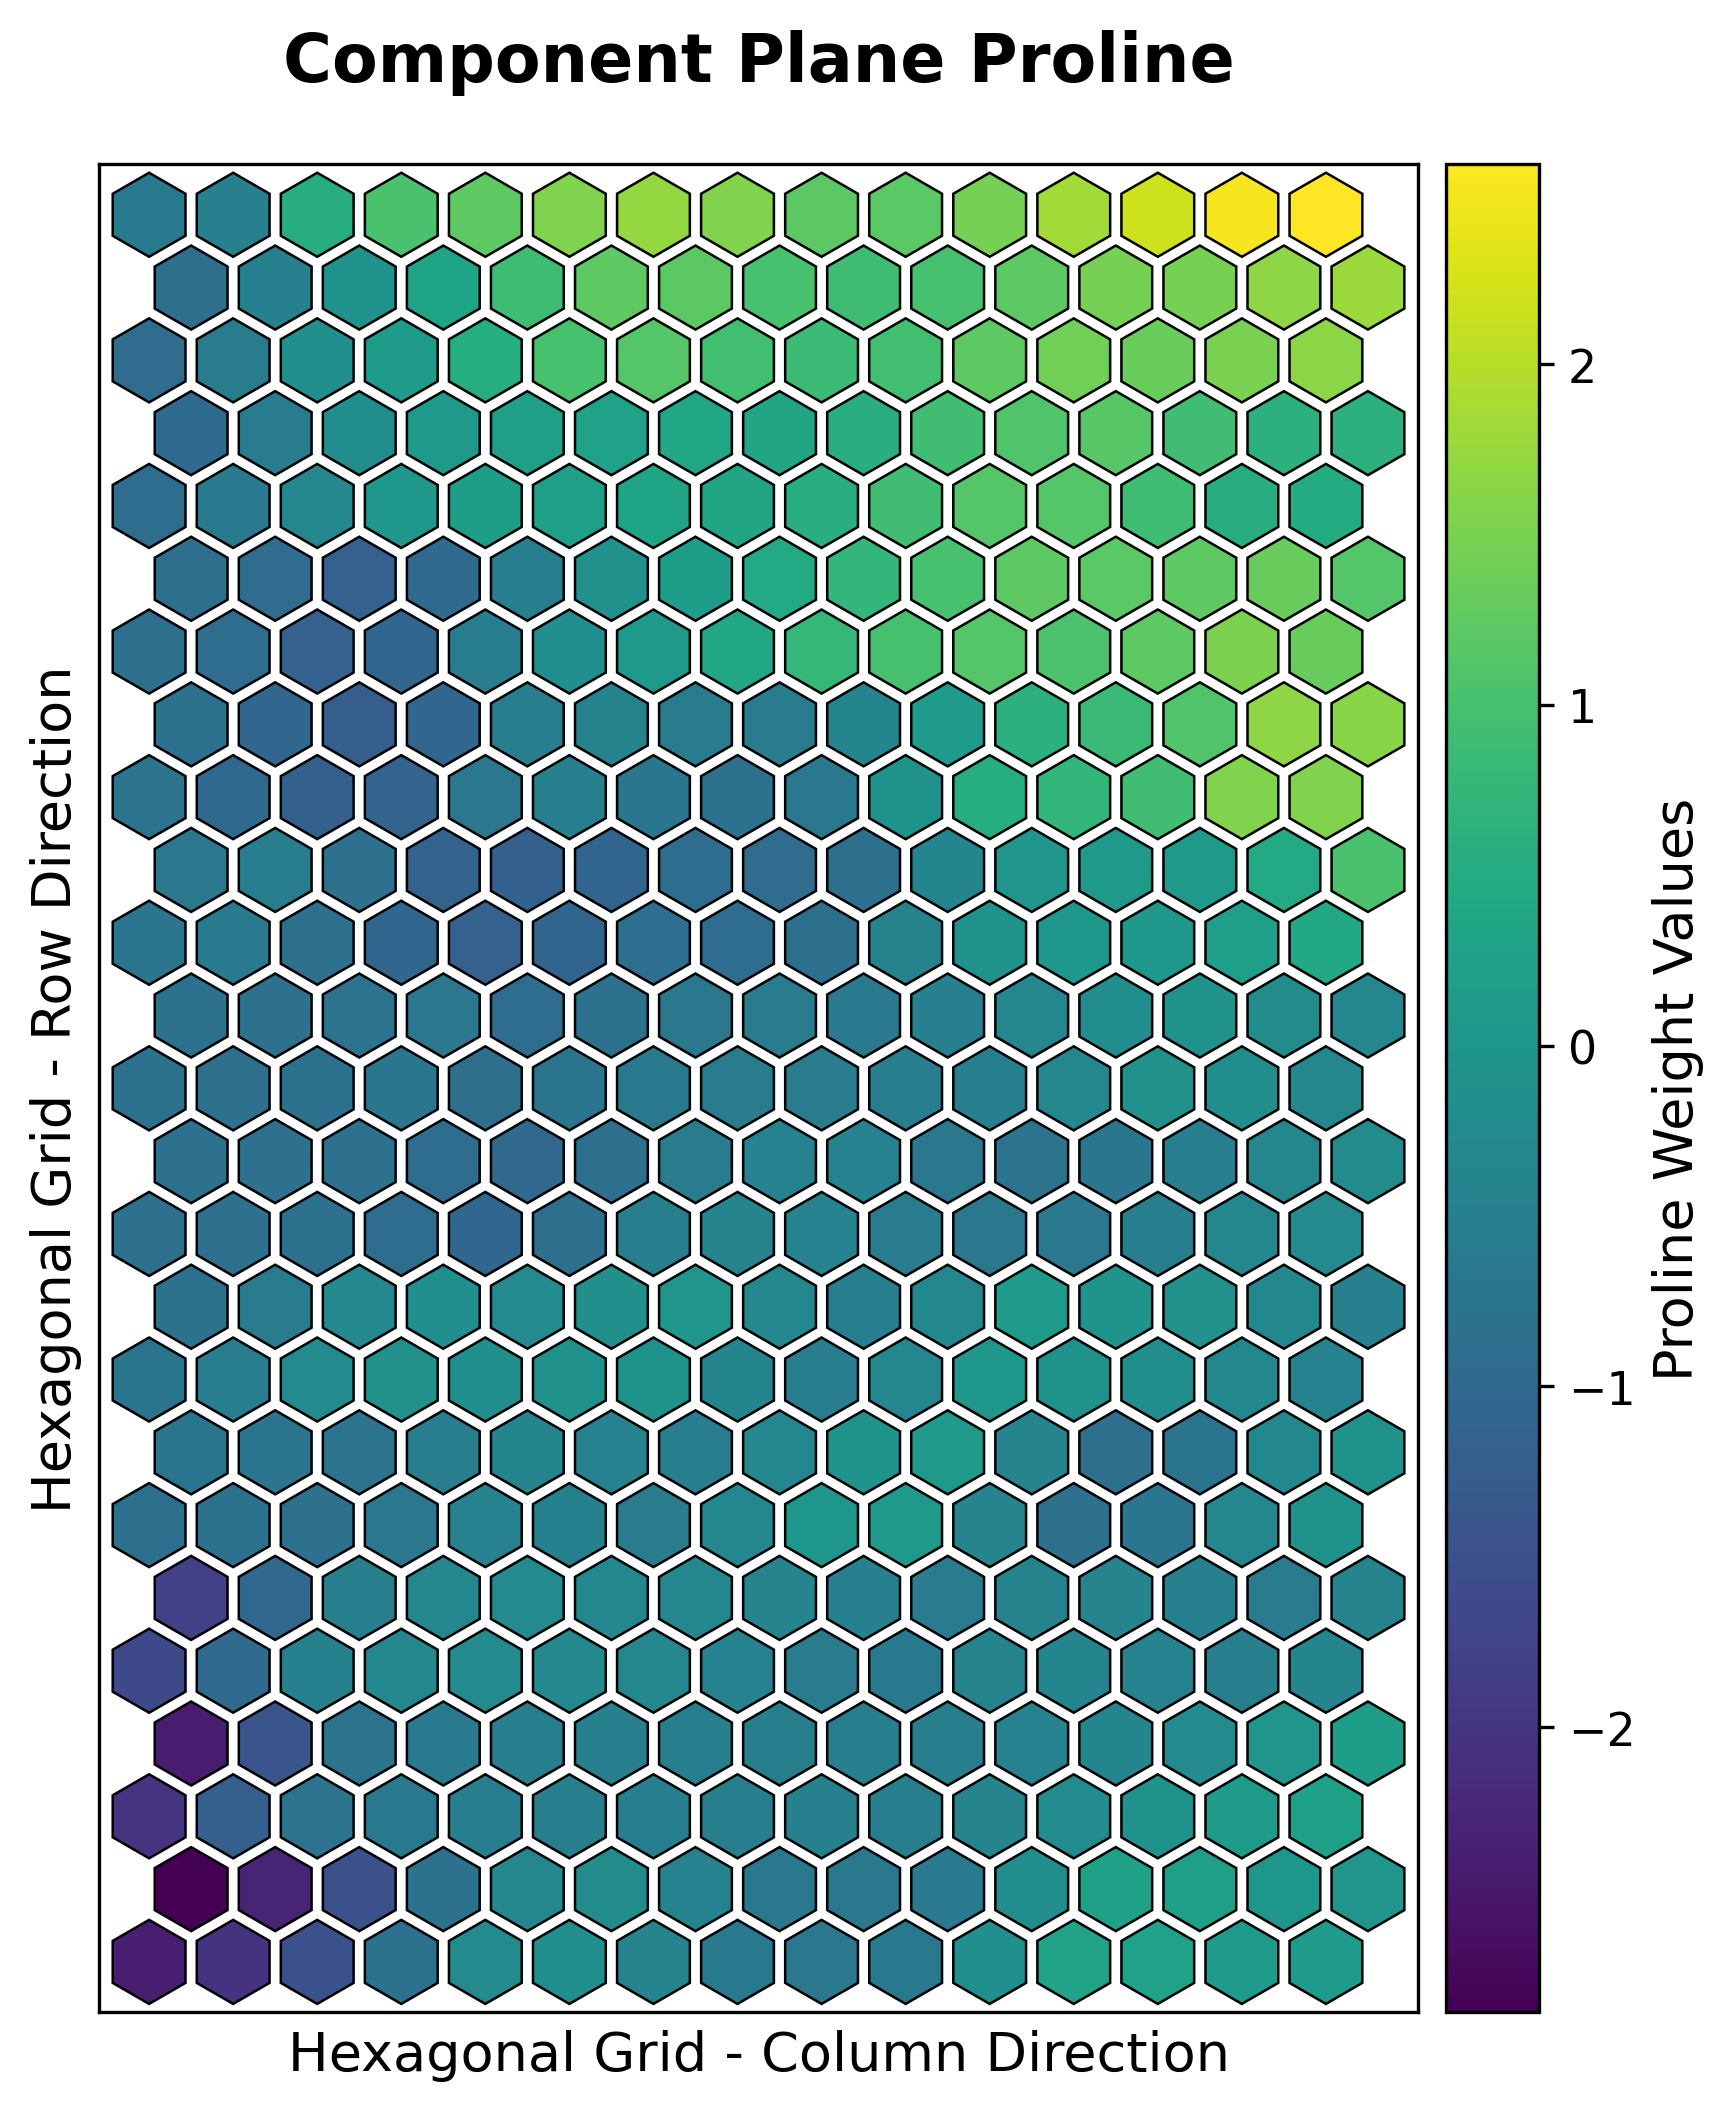 Component Plane Proline
Hexagonal Grid - Row Direction
Hexagonal Grid - Column Direction
2
1
0
−1
−2
Proline Weight Values